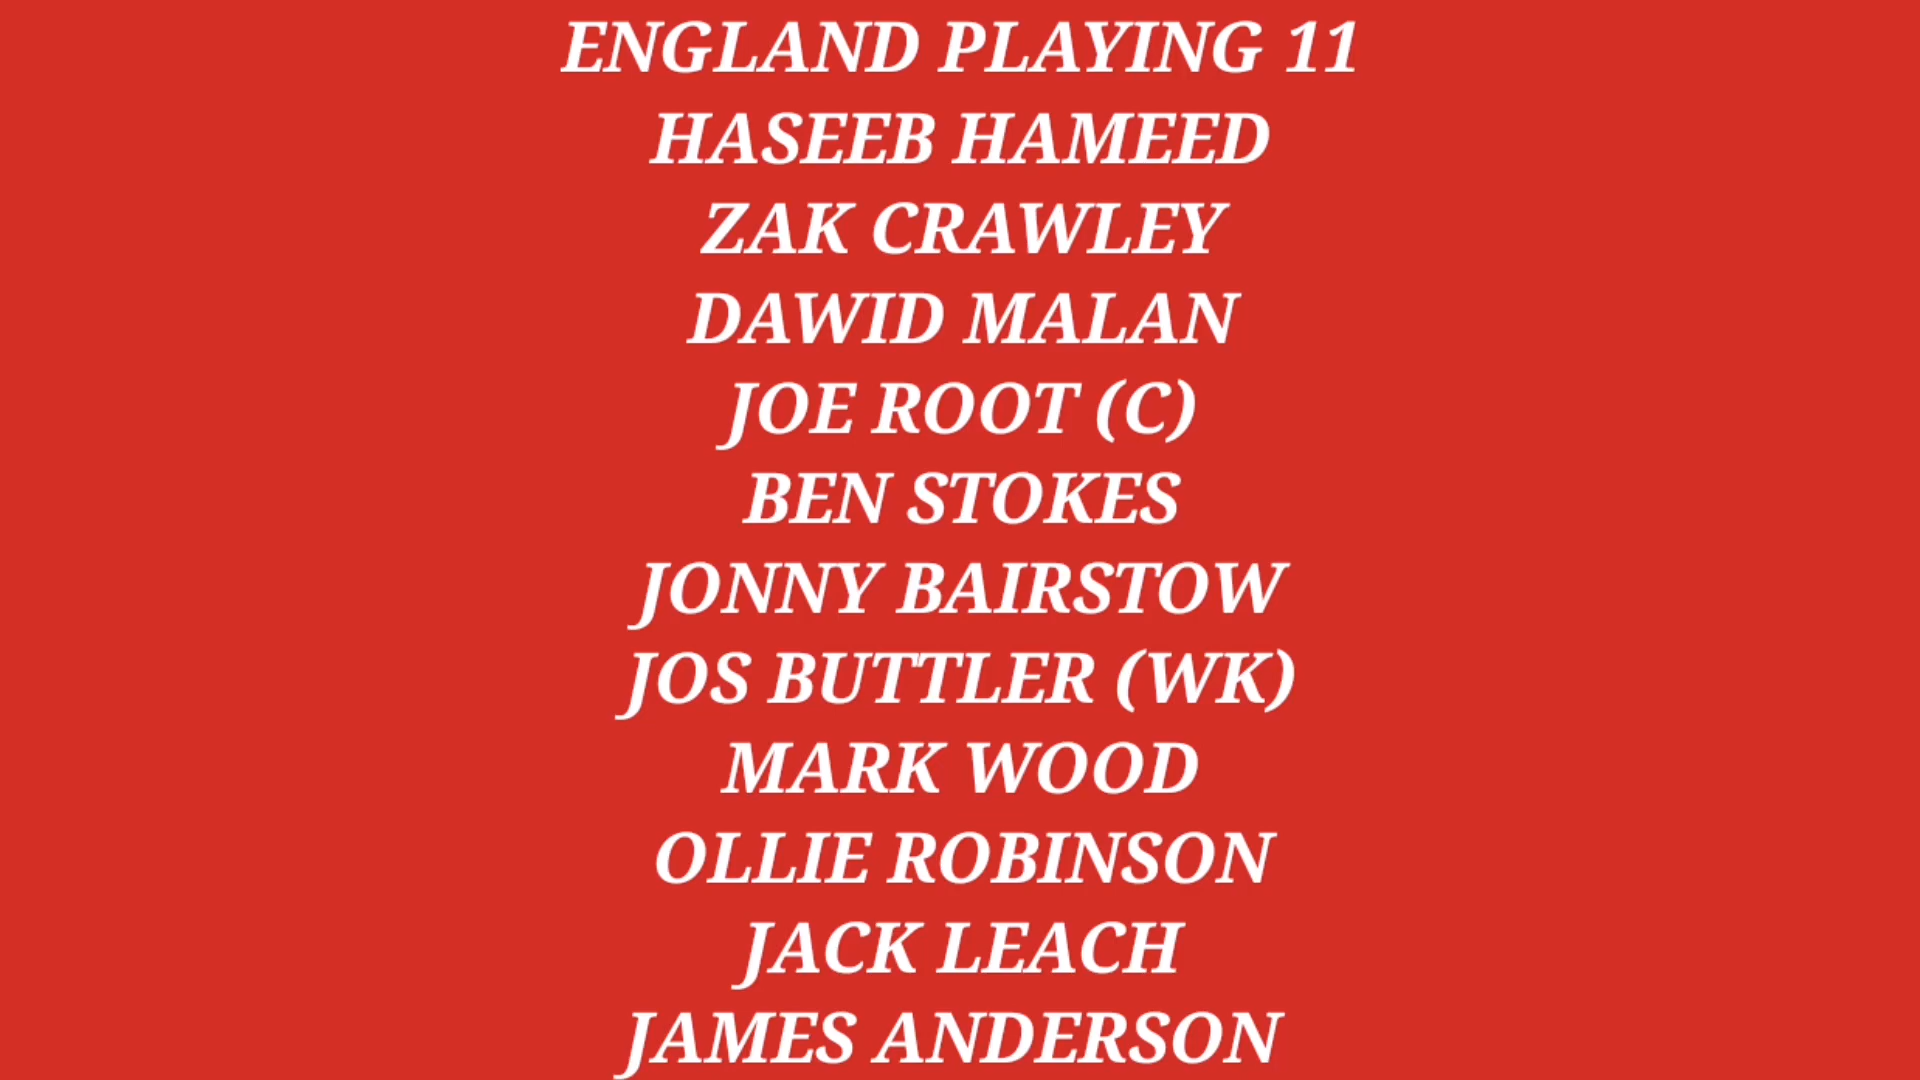 ENGLAND PLAYING 11
HASEEB HAMEED
ZAK CRAWLEY
DAWID MALAN
JOE ROOT (C)
BEN STOKES
JONNY BAIRSTOW
JOS BUTTLER (WK)
MARK WOOD
OLLIE ROBINSON
JACK LEACH
JAMES ANDERSON